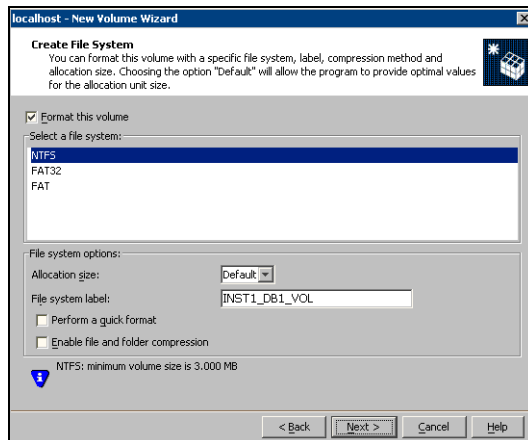 localhost - New Volume Wizard
Create File System
You can format this volume with a specific file system, label, compression method and
allocation size. Choosing the option "Default" will allow the program to provide optimal values
for the allocation unit size.
Format this volume
Select a file system:
NTFS
FAT32
FAT
File system options:
Allocation size:
Default
File system label:
INST1_DB1_VOL
Perform a quick format
Enable file and folder compression
NTFS: minimum volume size is 3.000 MB
< Back
Next >
Cancel
Help